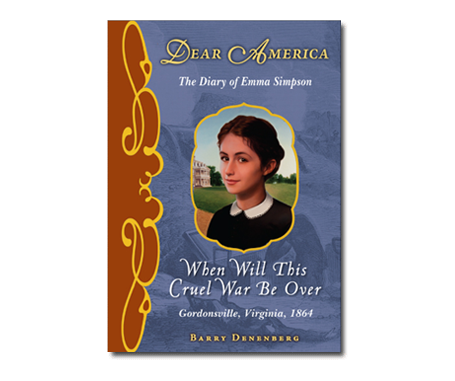 Dear America
The Diary of Emma Simpson
When Will This
Cruel War Be Over
Gordonsville, Virginia, 1864
Barry Denenberg